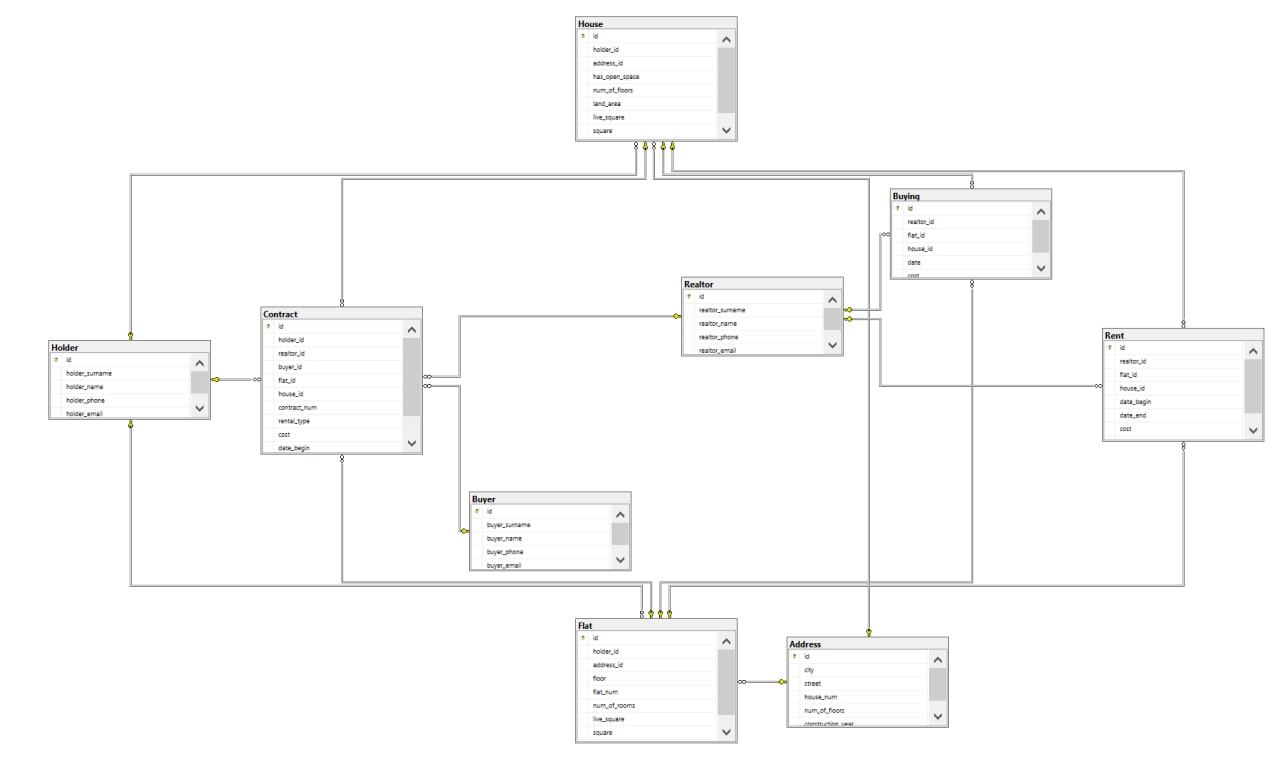 House
id
holder_id
address_id
has_open_space
num_of_floors
land_area
live_square
square
Buying
id
realtor_id
flat_id
house_id
date
cost
Realtor
id
realtor_surname
realtor_name
realtor_phone
realtor_email
Contract
id
holder_id
realtor_id
buyer_id
flat_id
house_id
contract_num
rental_type
cost
date_begin
Rent
id
realtor_id
flat_id
house_id
date_begin
date_end
cost
Holder
id
holder_surname
holder_name
holder_phone
holder_email
Buyer
id
buyer_surname
buyer_name
buyer_phone
buyer_email
Flat
id
holder_id
address_id
floor
flat_num
num_of_rooms
live_square
square
Address
id
city
street
house_num
num_of_floors
construction_year